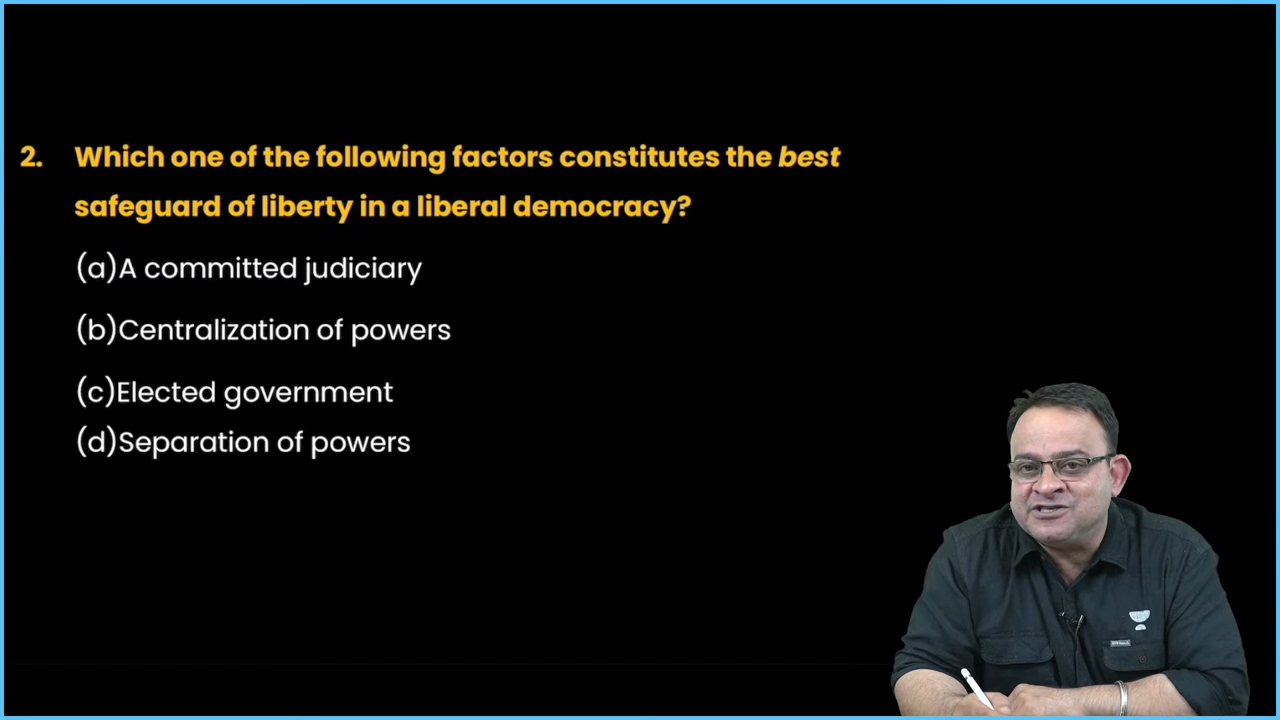 2. Which one of the following factors constitutes the best
safeguard of liberty in a liberal democracy?
(a)A committed judiciary
(b)Centralization of powers
(c)Elected government
(d)Separation of powers